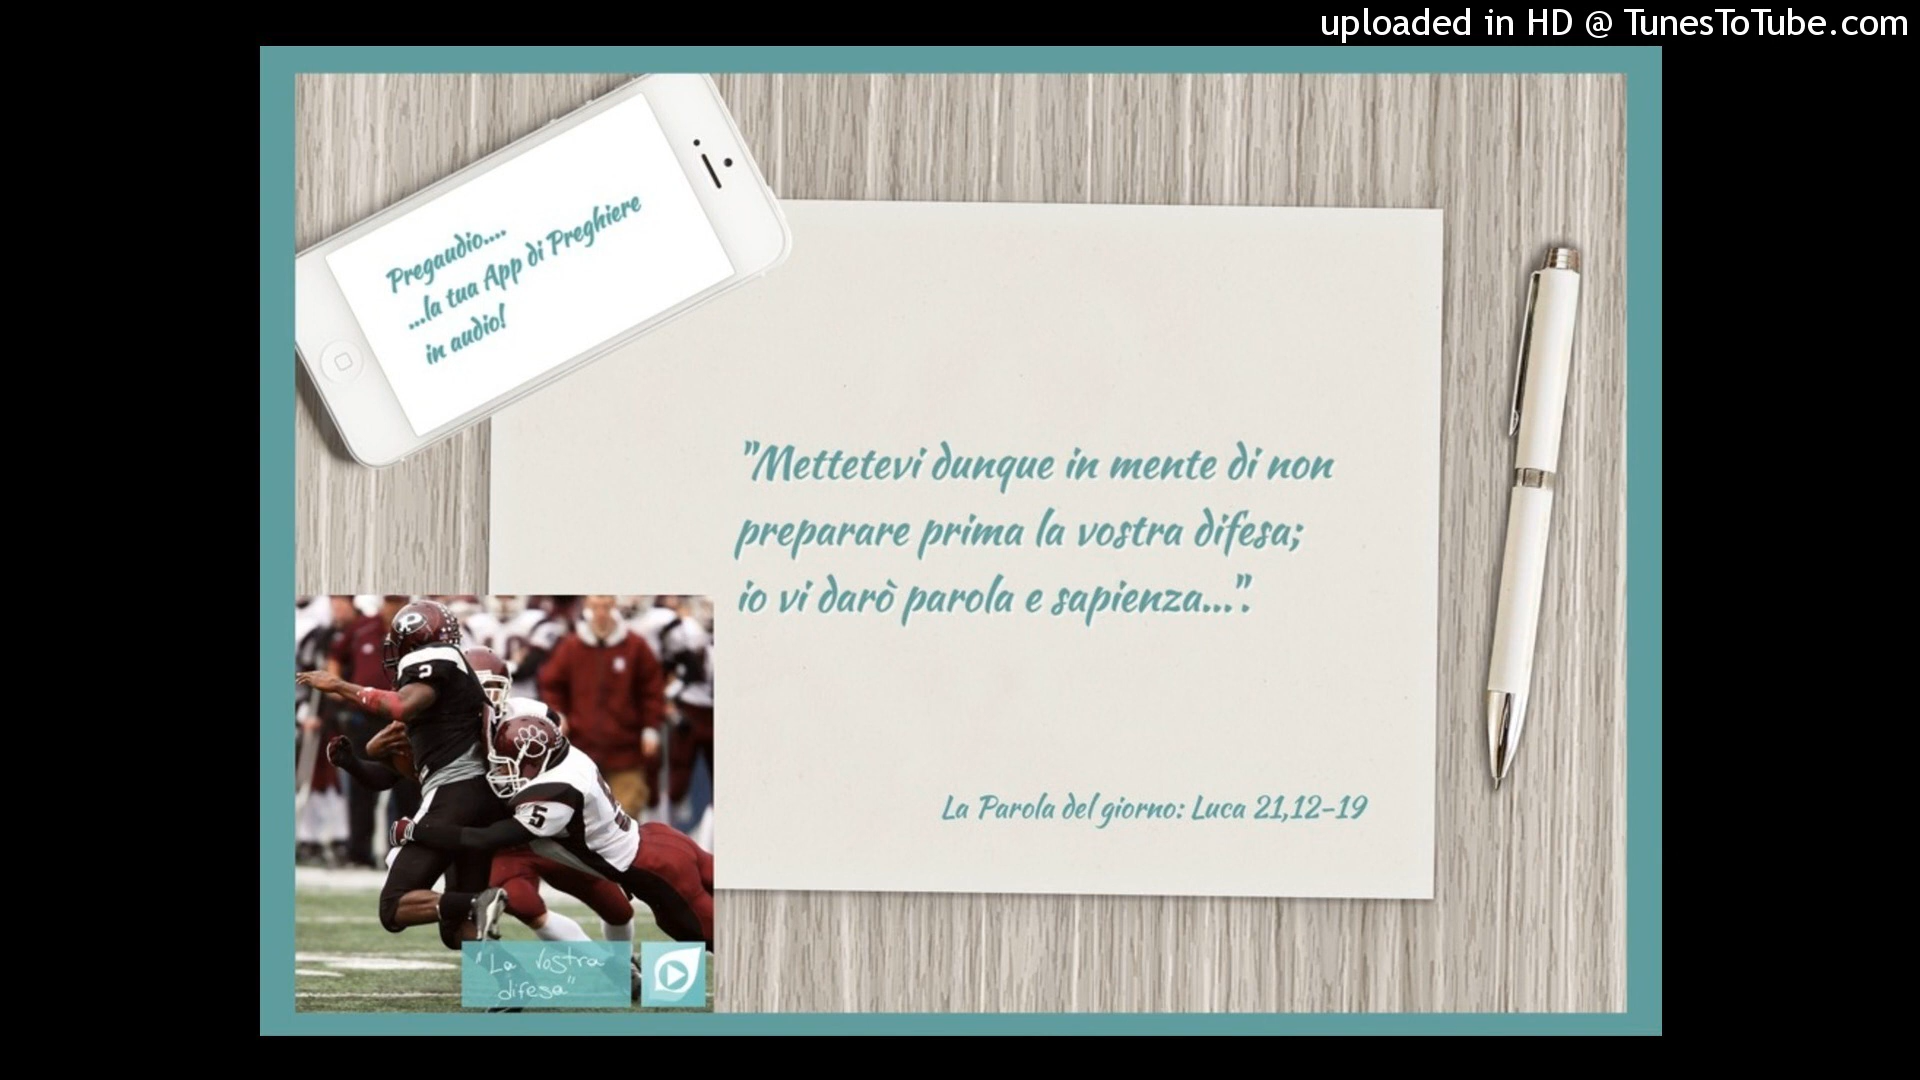 uploaded in HD @ TunesToTube.com
Pregaudio....
...la tua App di Preghiere
in audio!
"Mettetevi dunque in mente di non
preparare prima la vostra difesa;
io vi darò parola e sapienza...".
La Parola del giorno: Luca 21,12-19
2
5
"La vostra
difesa"